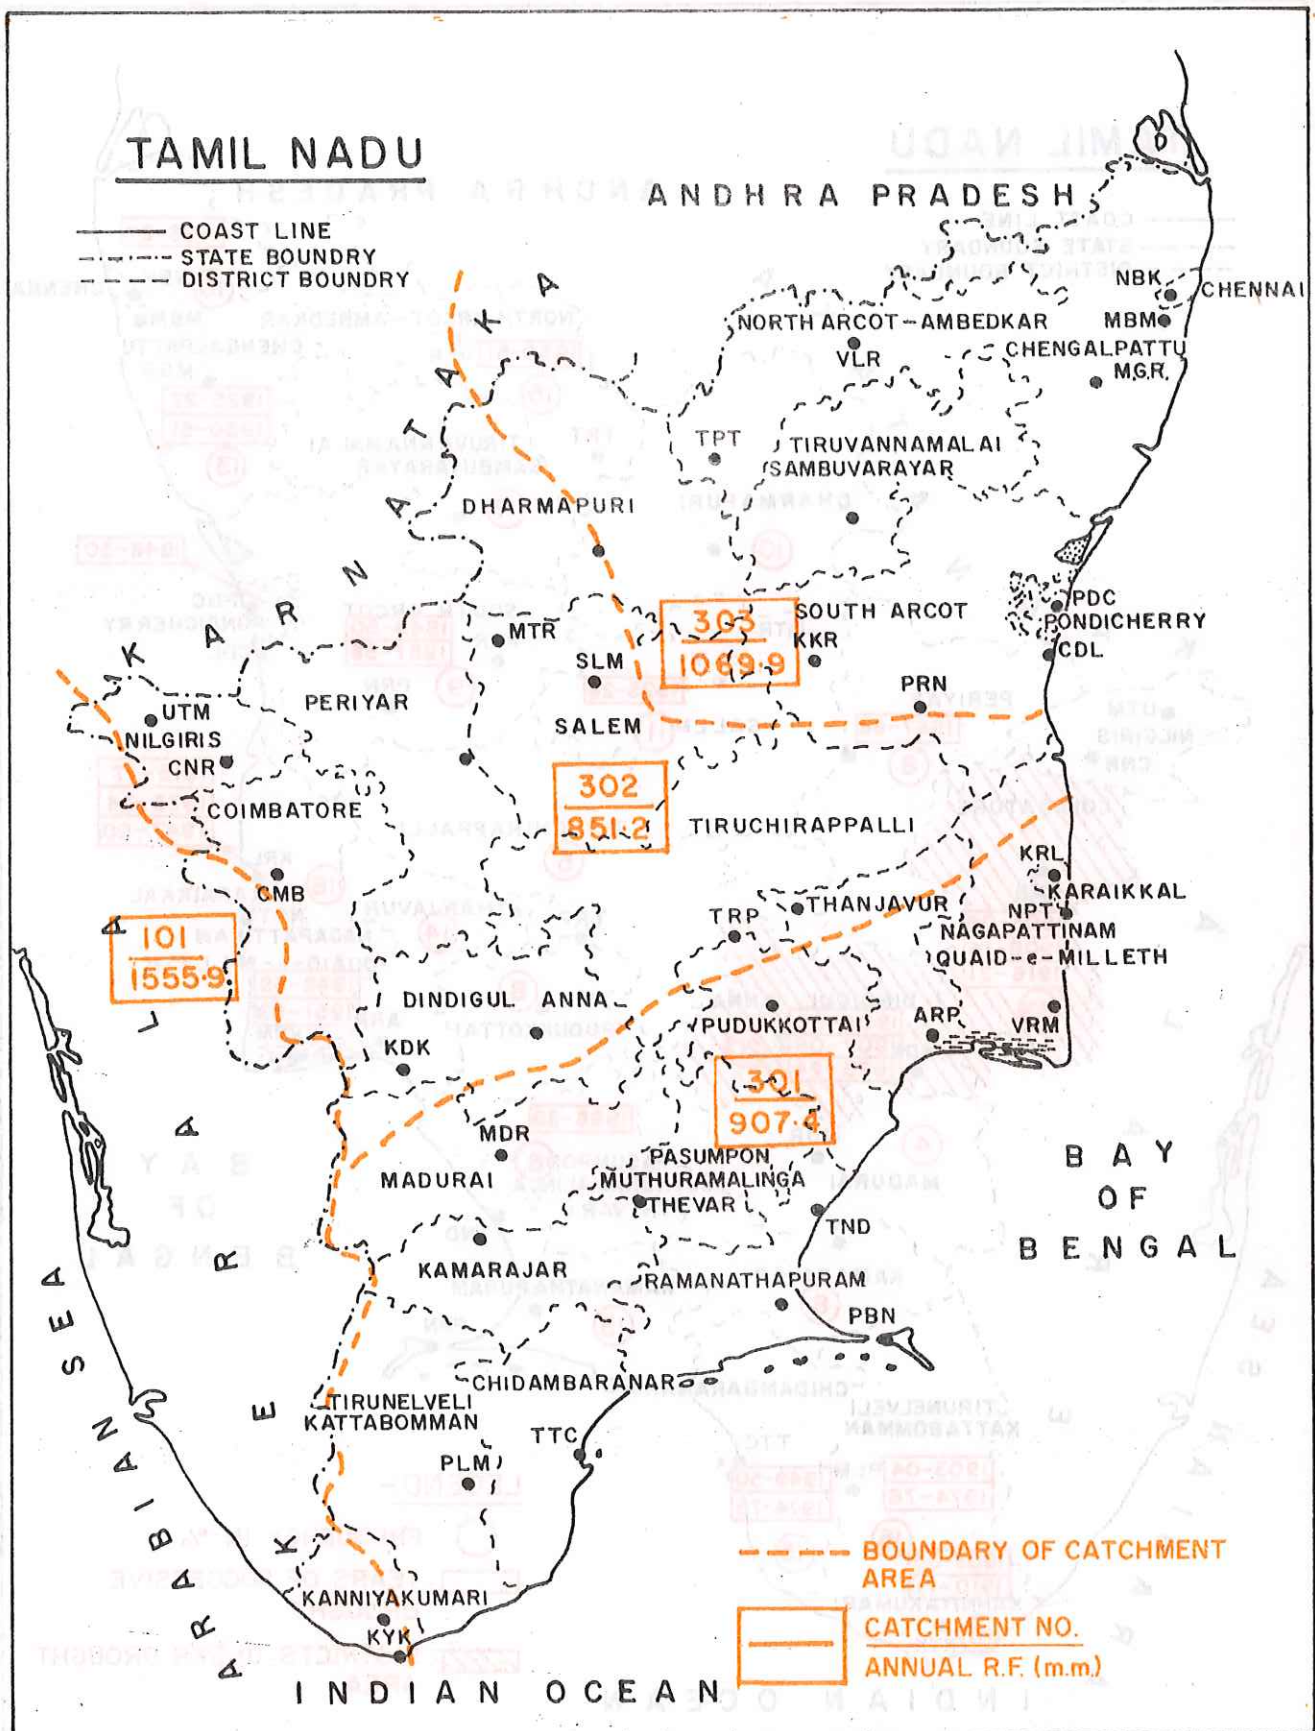 TAMIL NADU
COAST LINE
STATE BOUNDRY
DISTRICT BOUNDRY
ANDHRA PRADESH
KARNATAKA
NBK
CHENNAI
NORTH ARCOT-AMBEDKAR
MBM
VLR
CHENGALPATTU
M.G.R.
TPT
TIRUVANNAMALAI
SAMBUVARAYAR
DHARMAPURI
303
1069.9
SOUTH ARCOT
PDC
PONDICHERRY
MTR
KKR
CDL
SLM
PRN
PERIYAR
UTM
SALEM
NILGIRIS
CNR
302
851.2
COIMBATORE
TIRUCHIRAPPALLI
KRL
CMB
KARAIKKAL
THANJAVUR
NPT
TRP
NAGAPATTINAM
101
1555.9
QUAID-e-MILLETH
DINDIGUL ANNA
PUDUKKOTTAI
ARP
VRM
KDK
301
907.4
MDR
PASUMPON
MUTHURAMALINGA
THEVAR
MADURAI
BAY
OF
BENGAL
TND
KAMARAJAR
RAMANATHAPURAM
PBN
KERALA
ARABIAN SEA
CHIDAMBARANAR
TIRUNELVELI
KATTABOMMAN
TTC
PLM
BOUNDARY OF CATCHMENT
AREA
KANNIYAKUMARI
KYK
CATCHMENT NO.
ANNUAL R.F. (m.m.)
INDIAN OCEAN